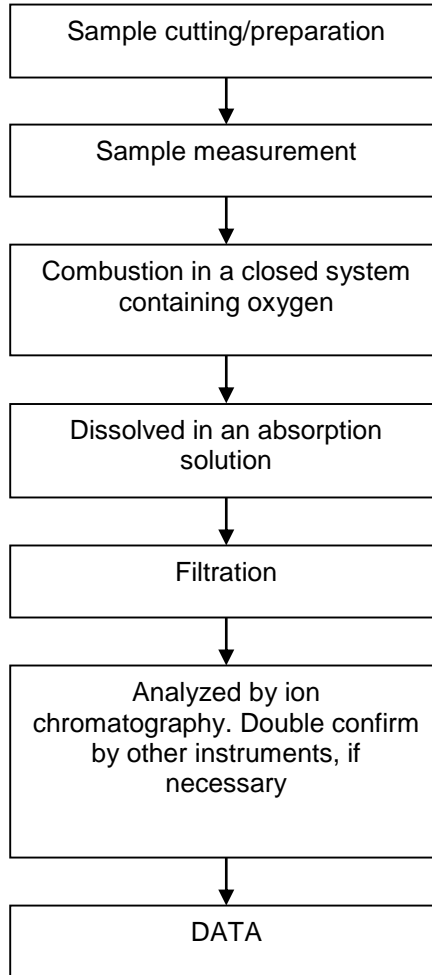 Sample cutting/preparation
Sample measurement
Combustion in a closed system
containing oxygen
Dissolved in an absorption
solution
Filtration
Analyzed by ion
chromatography. Double confirm
by other instruments, if
necessary
DATA